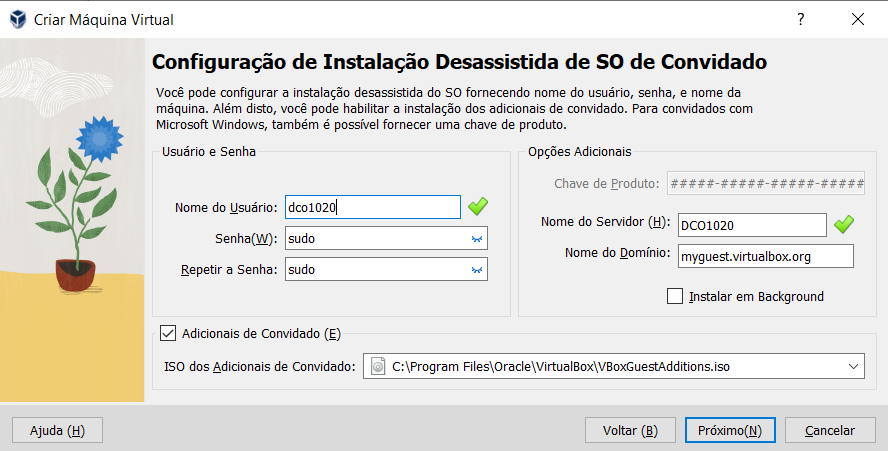 Criar Máquina Virtual
?
Configuração de Instalação Desassistida de SO de Convidado
Você pode configurar a instalação desassistida do SO fornecendo nome do usuário, senha, e nome da
máquina. Além disto, você pode habilitar a instalação dos adicionais de convidado. Para convidados com
Microsoft Windows, também é possível fornecer uma chave de produto.
Usuário e Senha
Nome do Usuário: dco1020
Senha(W): sudo
Repetir a Senha: sudo
Opções Adicionais
Chave de Produto: #####-#####-#####-#####
Nome do Servidor (H): DCO1020
Nome do Domínio: myguest.virtualbox.org
Instalar em Background
Adicionais de Convidado (E)
ISO dos Adicionais de Convidado: C:\Program Files\Oracle\VirtualBox\VBoxGuestAdditions.iso
Ajuda (H)
Voltar (B)
Próximo(N)
Cancelar